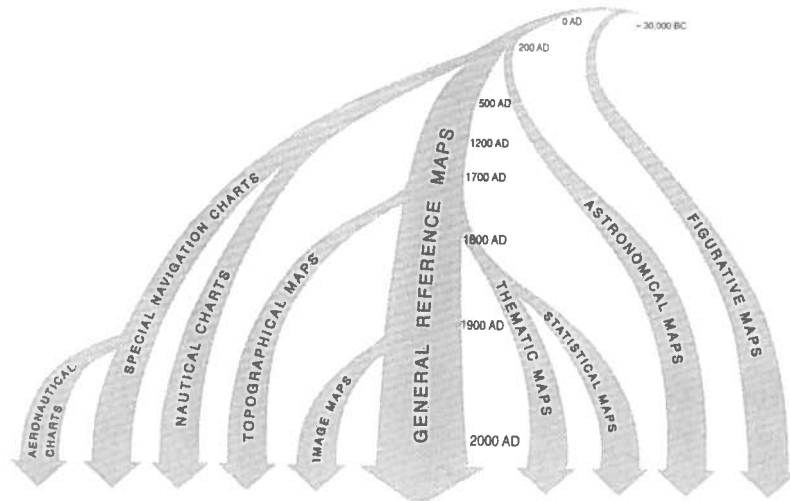 0 AD
~ 30,000 BC
200 AD
500 AD
1200 AD
1700 AD
1800 AD
1900 AD
2000 AD
AERONAUTICAL
CHARTS
SPECIAL NAVIGATION CHARTS
NAUTICAL CHARTS
TOPOGRAPHICAL MAPS
IMAGE MAPS
GENERAL REFERENCE MAPS
THEMATIC MAPS
STATISTICAL MAPS
ASTRONOMICAL MAPS
FIGURATIVE MAPS